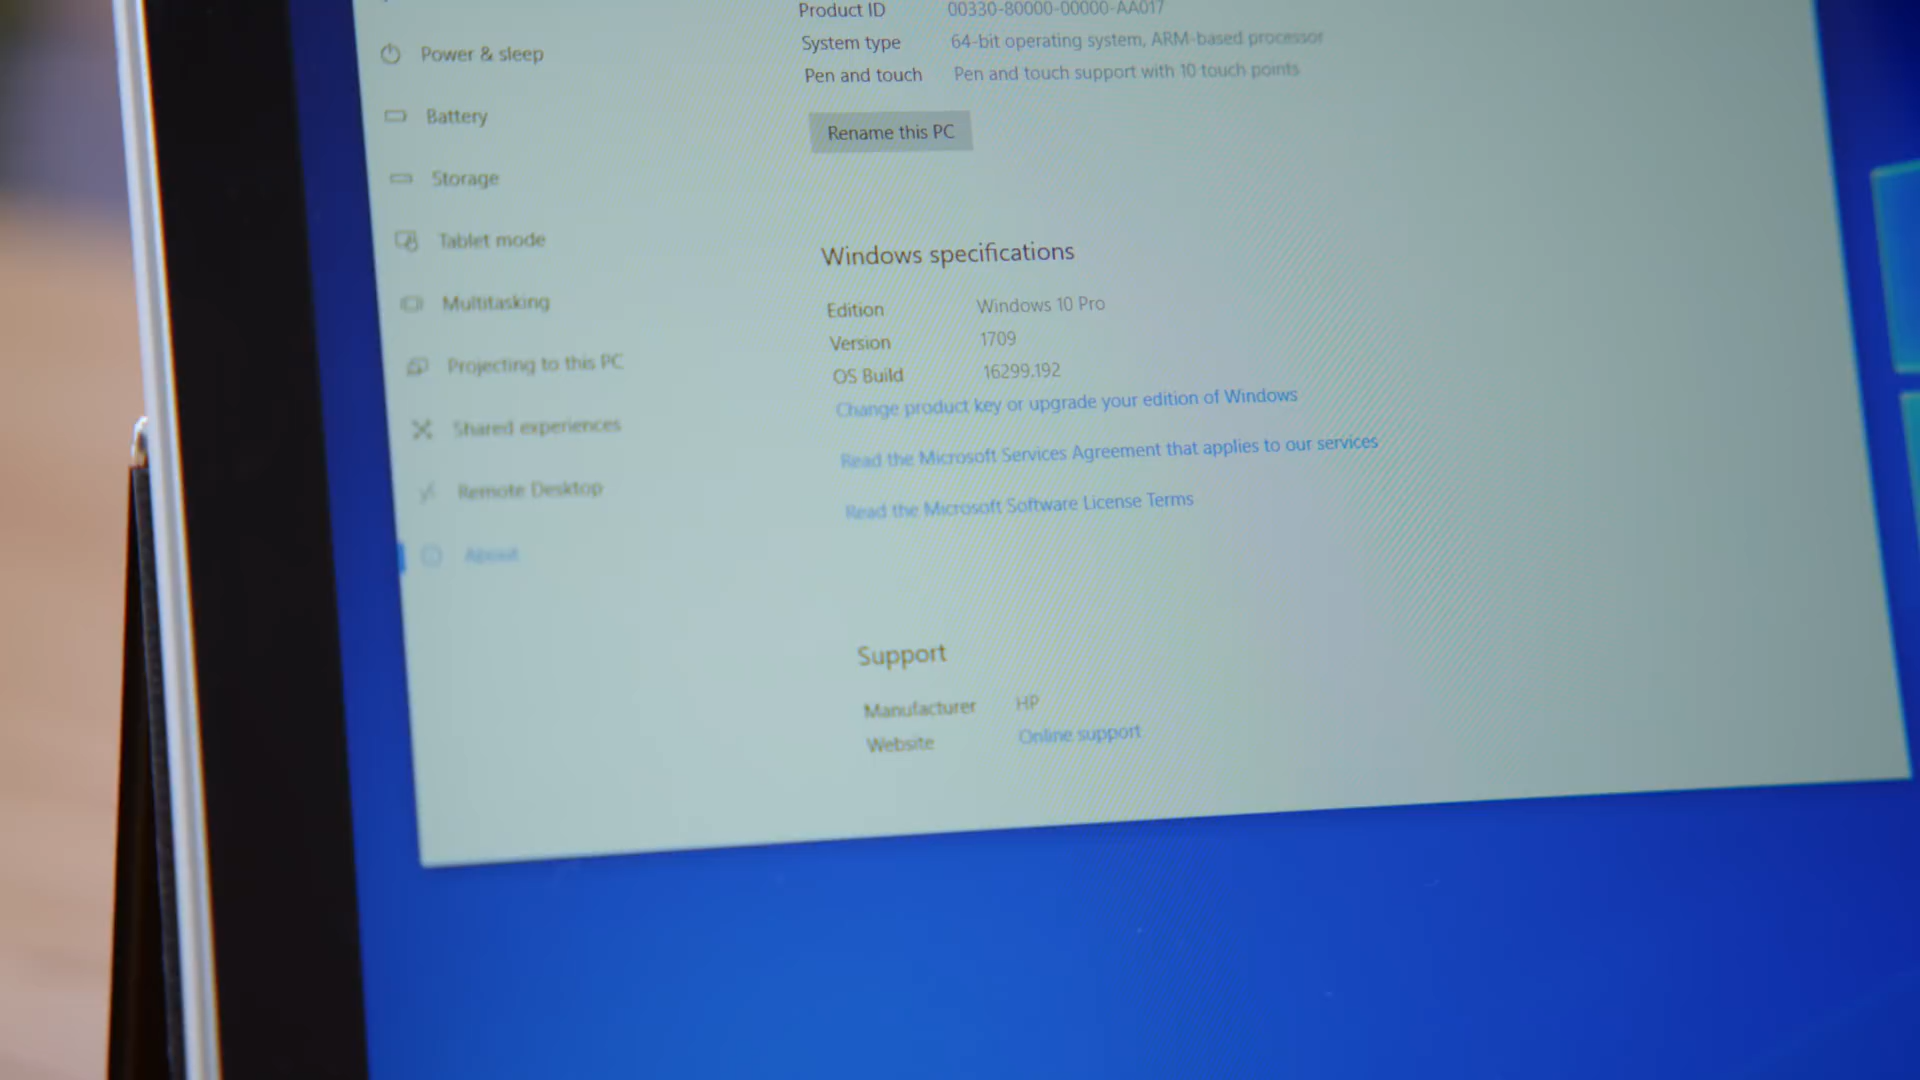 Product ID 00330-80000-00000-AA017
Power & sleep
System type 64-bit operating system, ARM-based processor
Pen and touch Pen and touch support with 10 touch points
Battery
Rename this PC
Storage
Tablet mode
Windows specifications
Multitasking
Edition Windows 10 Pro
Version 1709
Projecting to this PC
OS Build 16299.192
Change product key or upgrade your edition of Windows
Shared experiences
Read the Microsoft Services Agreement that applies to our services
Remote Desktop
Read the Microsoft Software License Terms
About
Support
Manufacturer HP
Website Online support